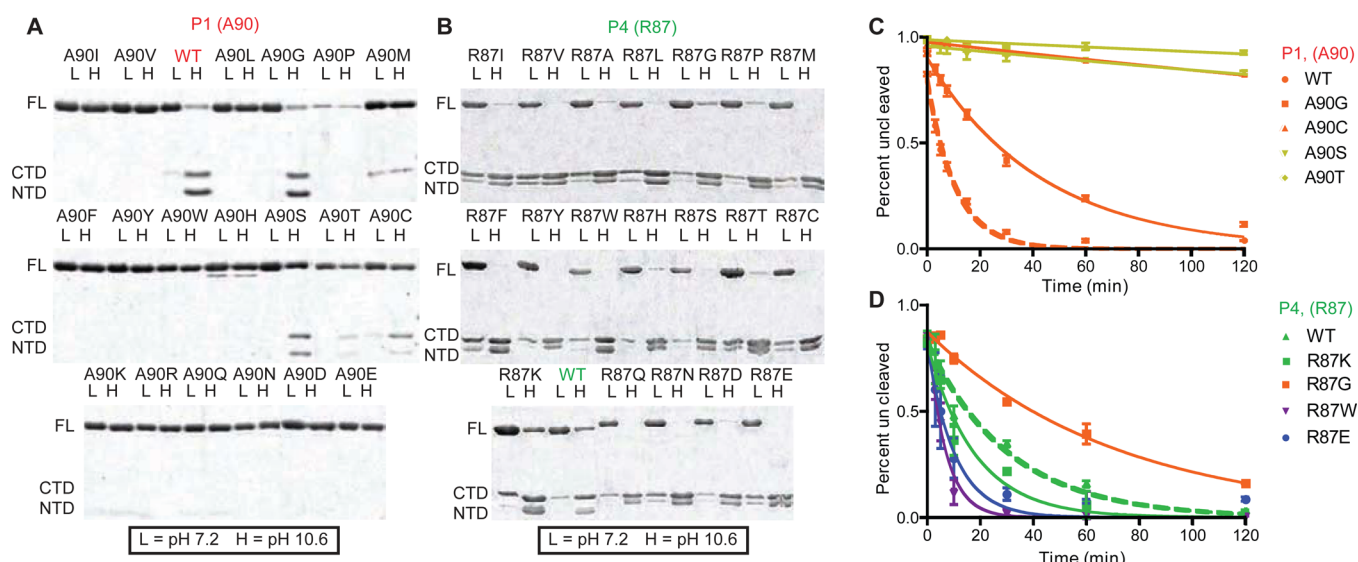 A
P1 (A90)
A90I A90V WT A90L A90G A90P A90M
L H L H L H L H L H L H L H
FL
CTD
NTD
A90F A90Y A90W A90H A90S A90T A90C
L H L H L H L H L H L H L H
FL
CTD
NTD
A90K A90R A90Q A90N A90D A90E
L H L H L H L H L H L H
FL
CTD
NTD
L = pH 7.2 H = pH 10.6
B
P4 (R87)
R87I R87V R87A R87L R87G R87P R87M
L H L H L H L H L H L H L H
FL
CTD
NTD
R87F R87Y R87W R87H R87S R87T R87C
L H L H L H L H L H L H L H
FL
CTD
NTD
R87K WT R87Q R87N R87D R87E
L H L H L H L H L H L H
FL
CTD
NTD
L = pH 7.2 H = pH 10.6
C
Percent uncleaved
1.0
0.5
0.0
0 20 40 60 80 100 120
Time (min)
P1, (A90)
WT
A90G
A90C
A90S
A90T
D
Percent un cleaved
1.0
0.5
0.0
0 20 40 60 80 100 120
Time (min)
P4, (R87)
WT
R87K
R87G
R87W
R87E